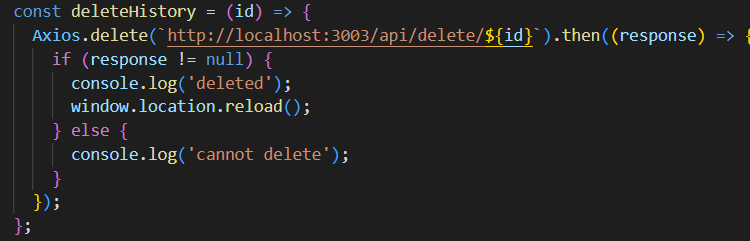 const deleteHistory = (id) => {
Axios.delete(`http://localhost:3003/api/delete/${id}`).then((response) => {
if (response != null) {
console.log('deleted');
window.location.reload();
} else {
console.log('cannot delete');
}
});
};